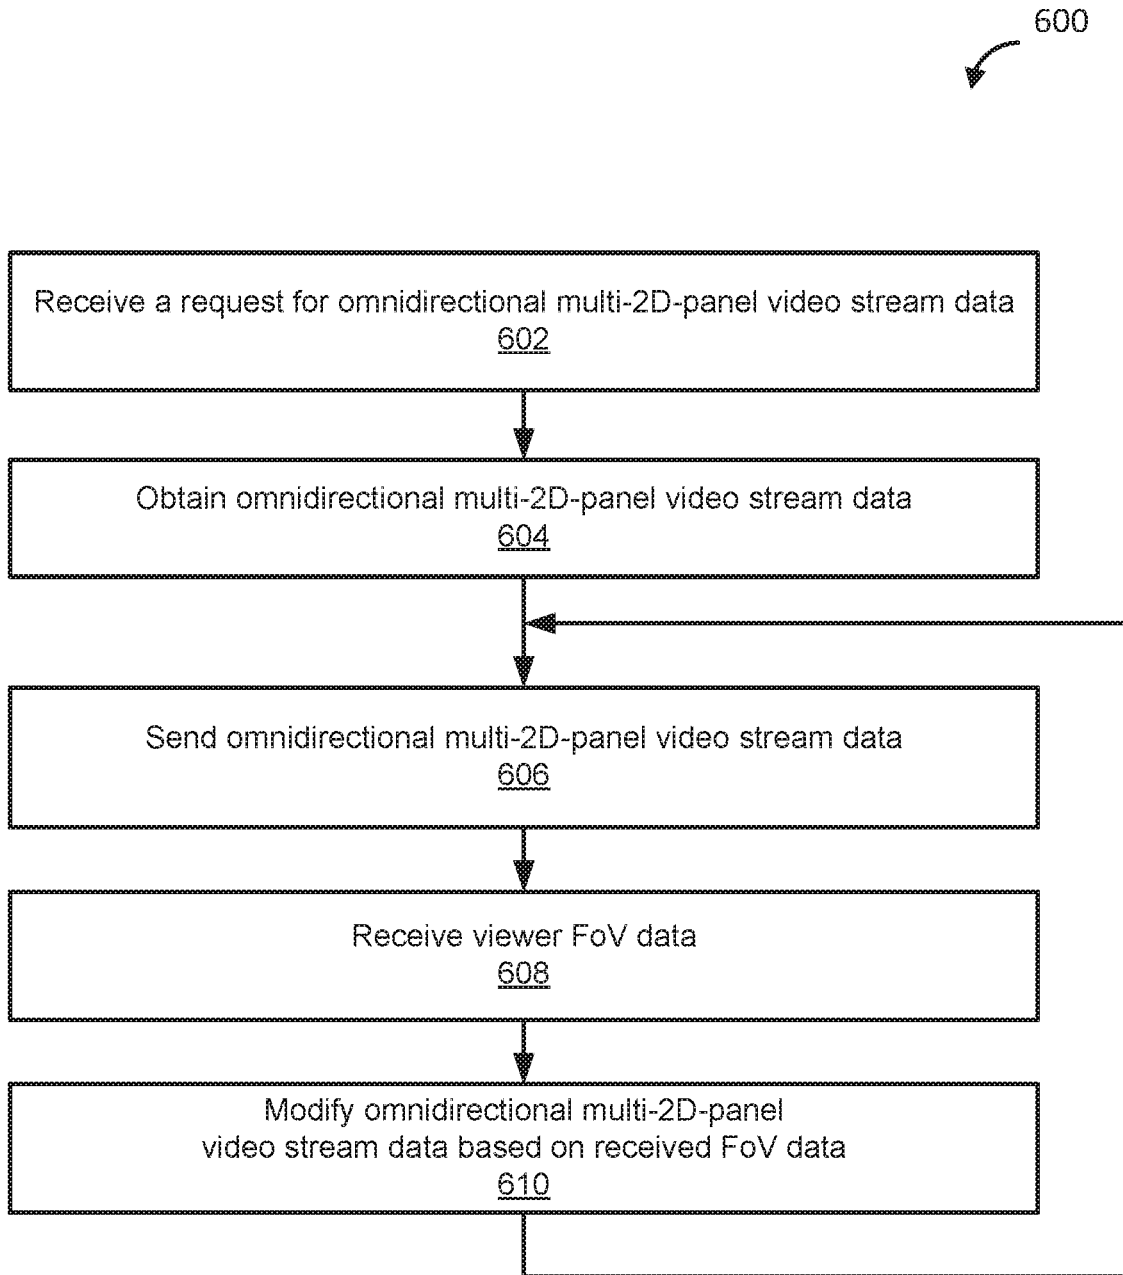 600
Receive a request for omnidirectional multi-2D-panel video stream data
602
Obtain omnidirectional multi-2D-panel video stream data
604
Send omnidirectional multi-2D-panel video stream data
606
Receive viewer FoV data
608
Modify omnidirectional multi-2D-panel
video stream data based on received FoV data
610